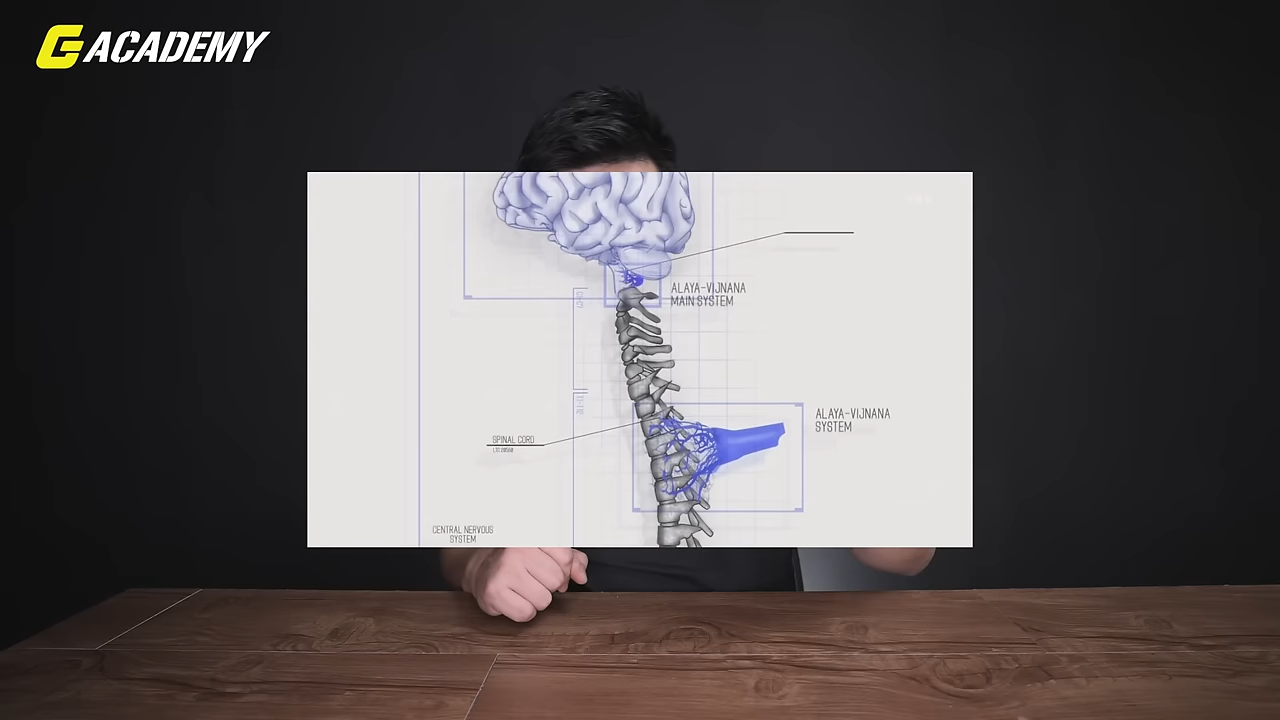 G ACADEMY
ALAYA-VIJNANA
MAIN SYSTEM
ALAYA-VIJNANA
SYSTEM
SPINAL CORD
CENTRAL NERVOUS
SYSTEM